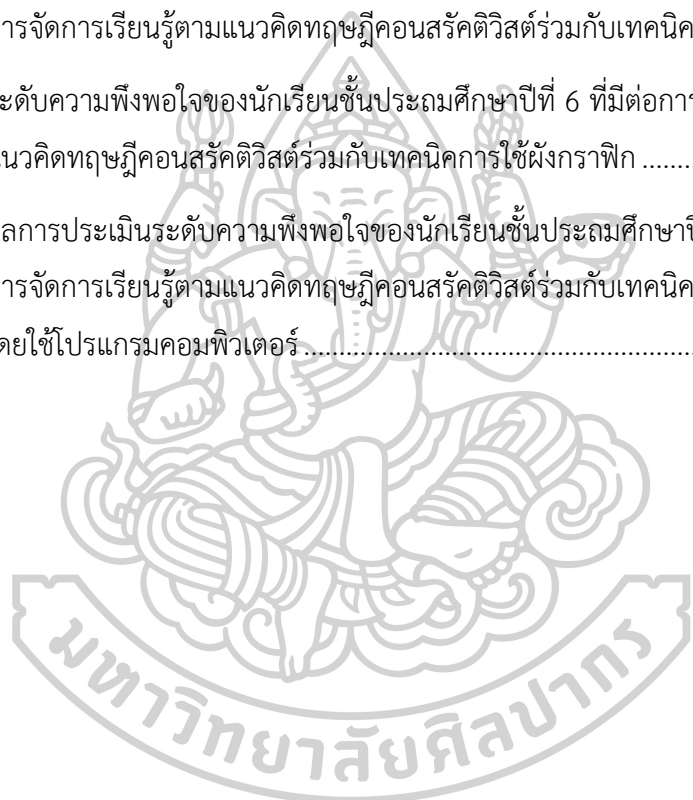 ารจัดการเรียนรู้ตามแนวคิดทฤษฎีคอนสรัคติวิสต์ร่วมกับเทคนิค
ะดับความพึงพอใจของนักเรียนชั้นประถมศึกษาปีที่ 6 ที่มีต่อการ
นวคิดทฤษฎีคอนสรัคติวิสต์ร่วมกับเทคนิคการใช้ผังกราฟิก ........
ลการประเมินระดับความพึงพอใจของนักเรียนชั้นประถมศึกษาปี
ารจัดการเรียนรู้ตามแนวคิดทฤษฎีคอนสรัคติวิสต์ร่วมกับเทคนิค
ดยใช้โปรแกรมคอมพิวเตอร์ ............................................................
มหาวิทยาลัยศิลปากร